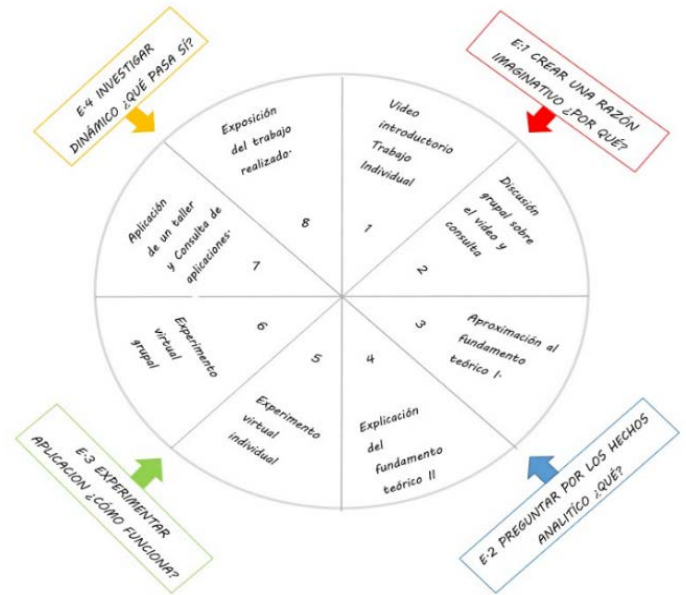 E.4 INVESTIGAR
DINÁMICO ¿QUÉ PASA SÍ?
E.1 CREAR UNA RAZÓN
IMAGINATIVO ¿POR QUÉ?
Video
introductorio
Trabajo
Individual
1
Discusión
grupal sobre
el video y
consulta
2
3
Aproximación al
fundamento
teórico I.
4
Explicación
del
fundamento
teórico II
5
Experimento
virtual
individual
6
Experimento
virtual
grupal
Aplicación
de un taller
y Consulta de
aplicaciones.
7
Exposición
del trabajo
realizado.
8
E.3 EXPERIMENTAR
APLICACION ¿CÓMO FUNCIONA?
E.2 PREGUNTAR POR LOS HECHOS
ANALITÍCO ¿QUÉ?